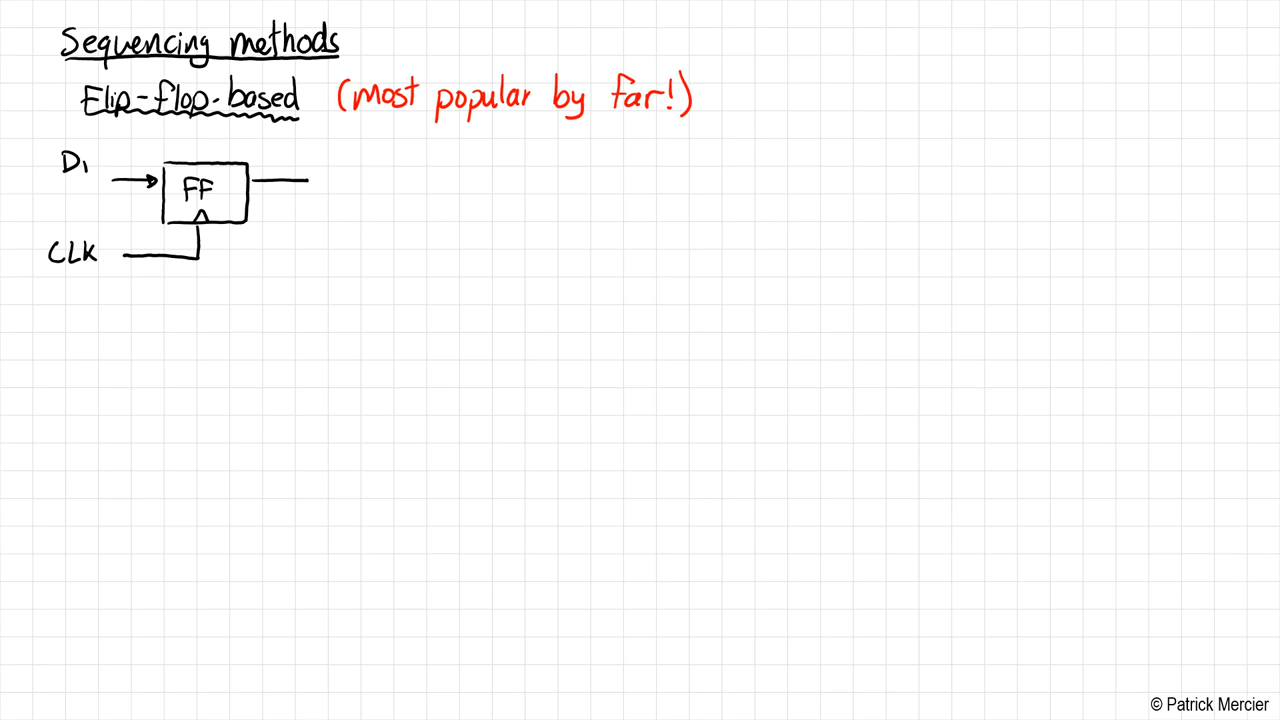 Sequencing methods
Flip-flop-based (most popular by far!)
D1
FF
CLK
© Patrick Mercier